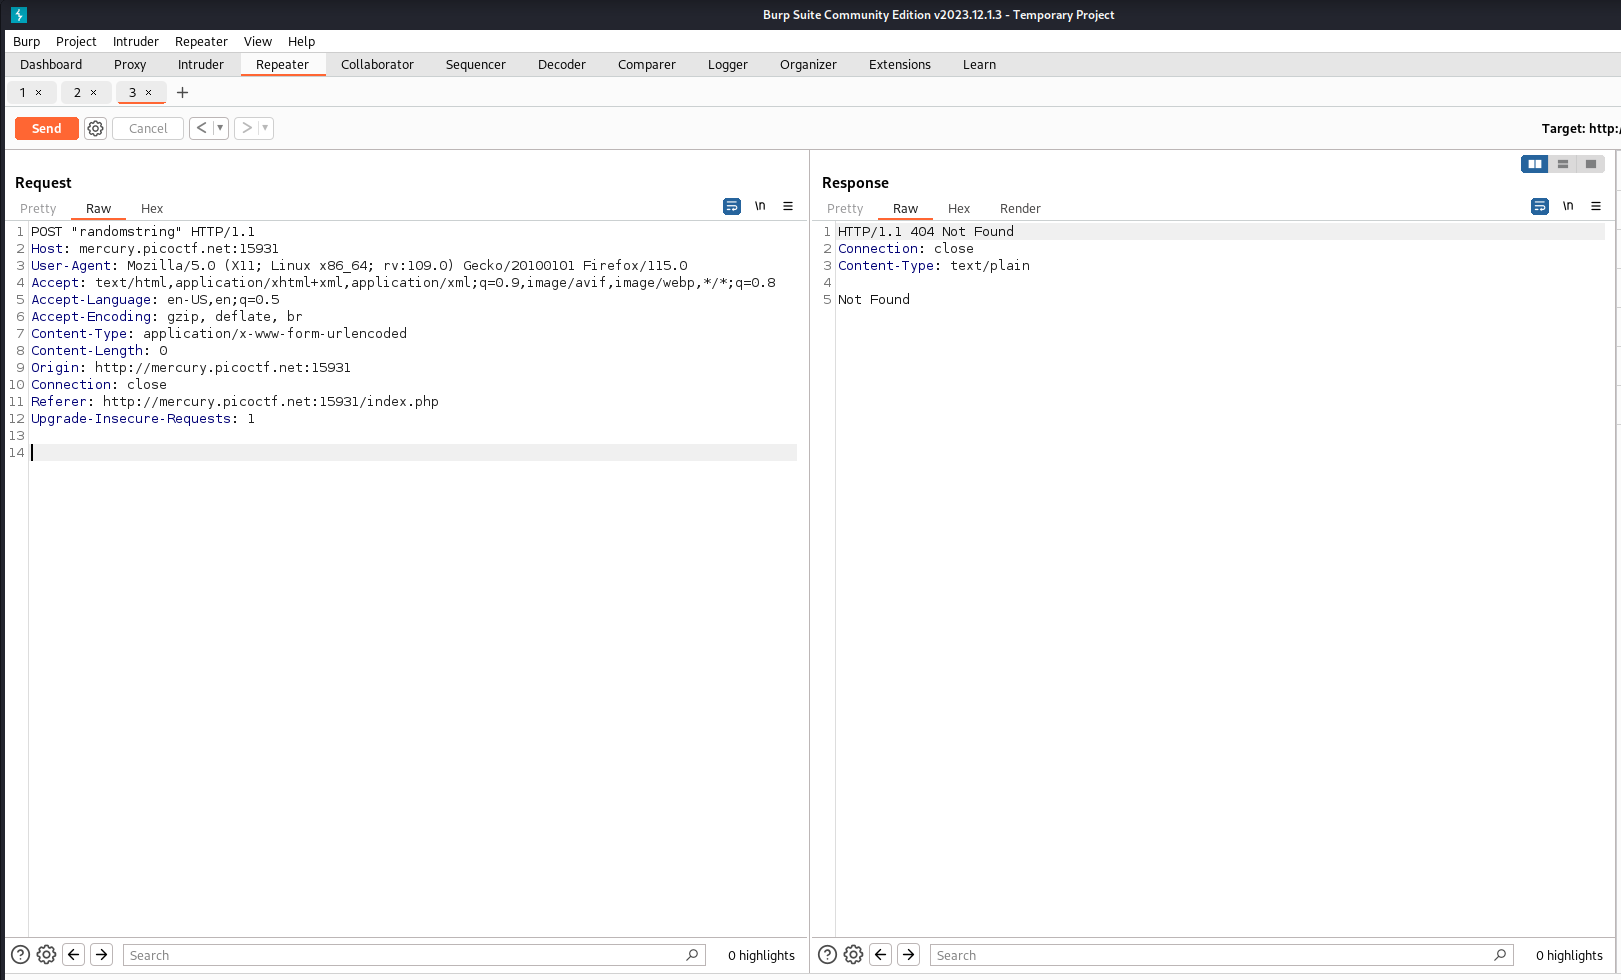 Burp Suite Community Edition v2023.12.1.3 - Temporary Project
Burp Project Intruder Repeater View Help
Dashboard Proxy Intruder Repeater Collaborator Sequencer Decoder Comparer Logger Organizer Extensions Learn
1 × 2 × 3 × +
Send Cancel < ▼ > ▼ Target: http:/
Request
Pretty Raw Hex \n
1 POST "randomstring" HTTP/1.1
2 Host: mercury.picoctf.net:15931
3 User-Agent: Mozilla/5.0 (X11; Linux x86_64; rv:109.0) Gecko/20100101 Firefox/115.0
4 Accept: text/html,application/xhtml+xml,application/xml;q=0.9,image/avif,image/webp,*/*;q=0.8
5 Accept-Language: en-US,en;q=0.5
6 Accept-Encoding: gzip, deflate, br
7 Content-Type: application/x-www-form-urlencoded
8 Content-Length: 0
9 Origin: http://mercury.picoctf.net:15931
10 Connection: close
11 Referer: http://mercury.picoctf.net:15931/index.php
12 Upgrade-Insecure-Requests: 1
13
14
Search 0 highlights
Response
Pretty Raw Hex Render \n
1 HTTP/1.1 404 Not Found
2 Connection: close
3 Content-Type: text/plain
4
5 Not Found
Search 0 highlights